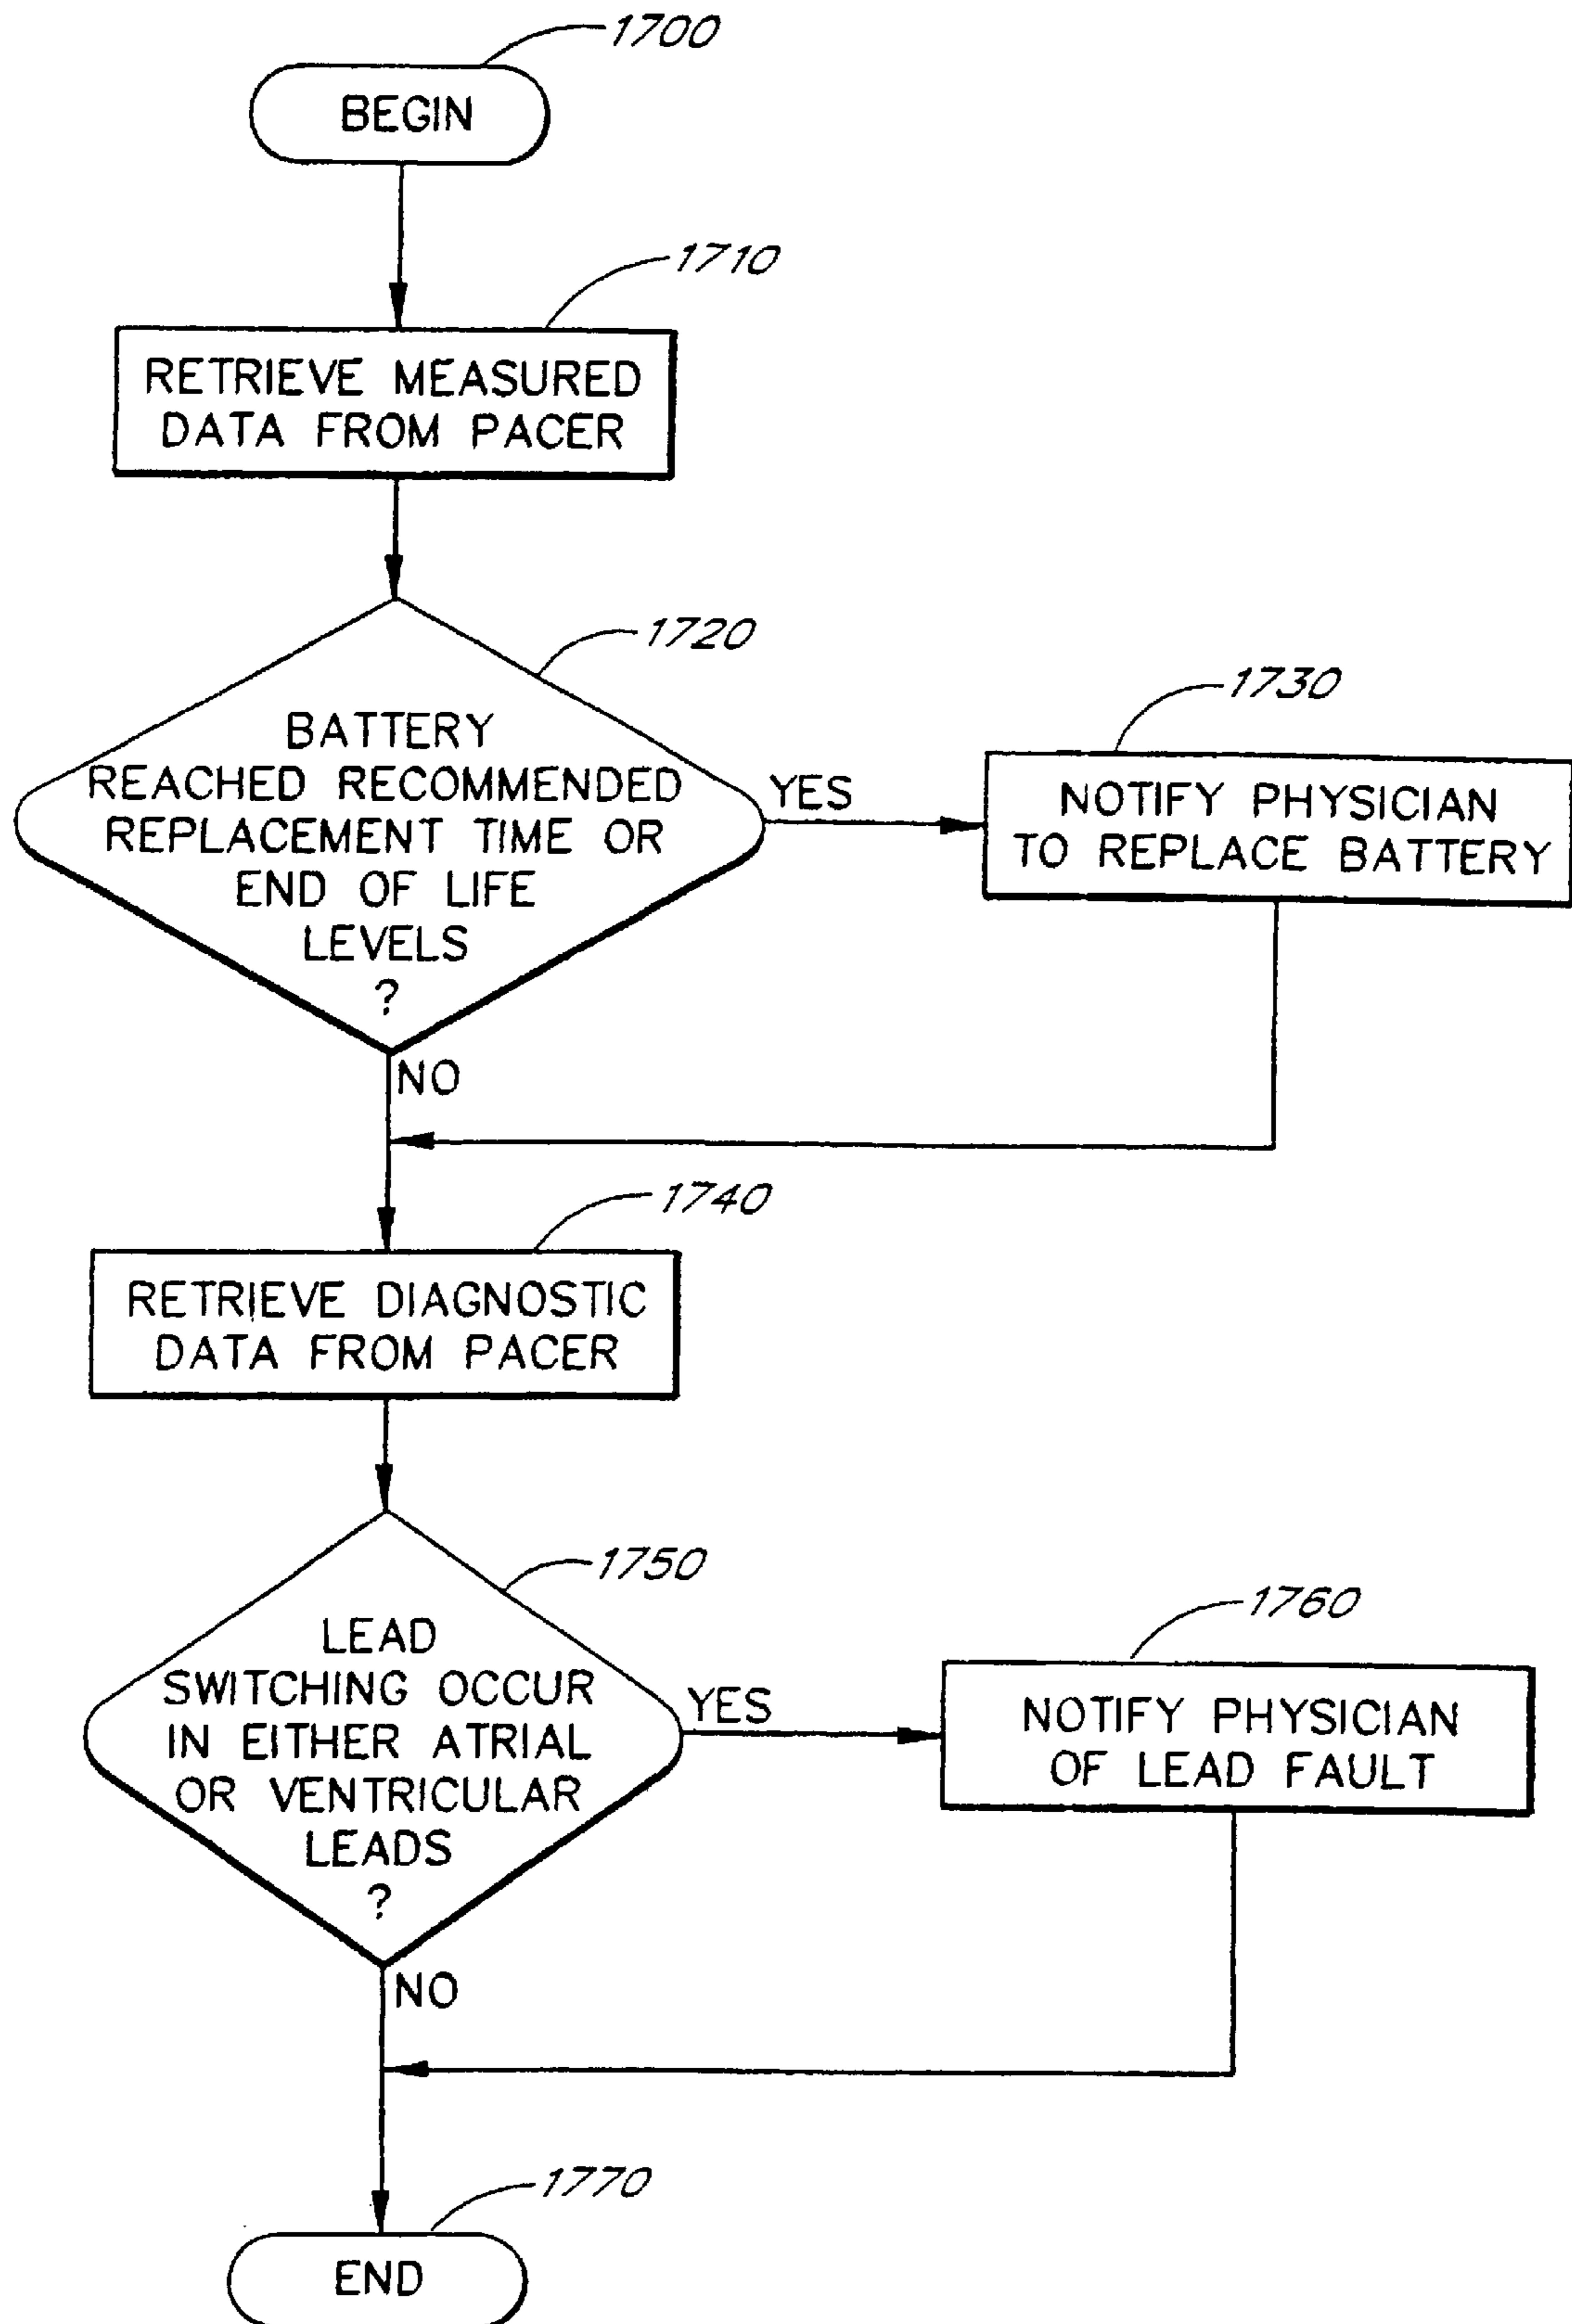 1700
BEGIN
1710
RETRIEVE MEASURED
DATA FROM PACER
1720
BATTERY
REACHED RECOMMENDED
REPLACEMENT TIME OR
END OF LIFE
LEVELS
?
YES
1730
NOTIFY PHYSICIAN
TO REPLACE BATTERY
NO
1740
RETRIEVE DIAGNOSTIC
DATA FROM PACER
1750
LEAD
SWITCHING OCCUR
IN EITHER ATRIAL
OR VENTRICULAR
LEADS
?
YES
1760
NOTIFY PHYSICIAN
OF LEAD FAULT
NO
1770
END